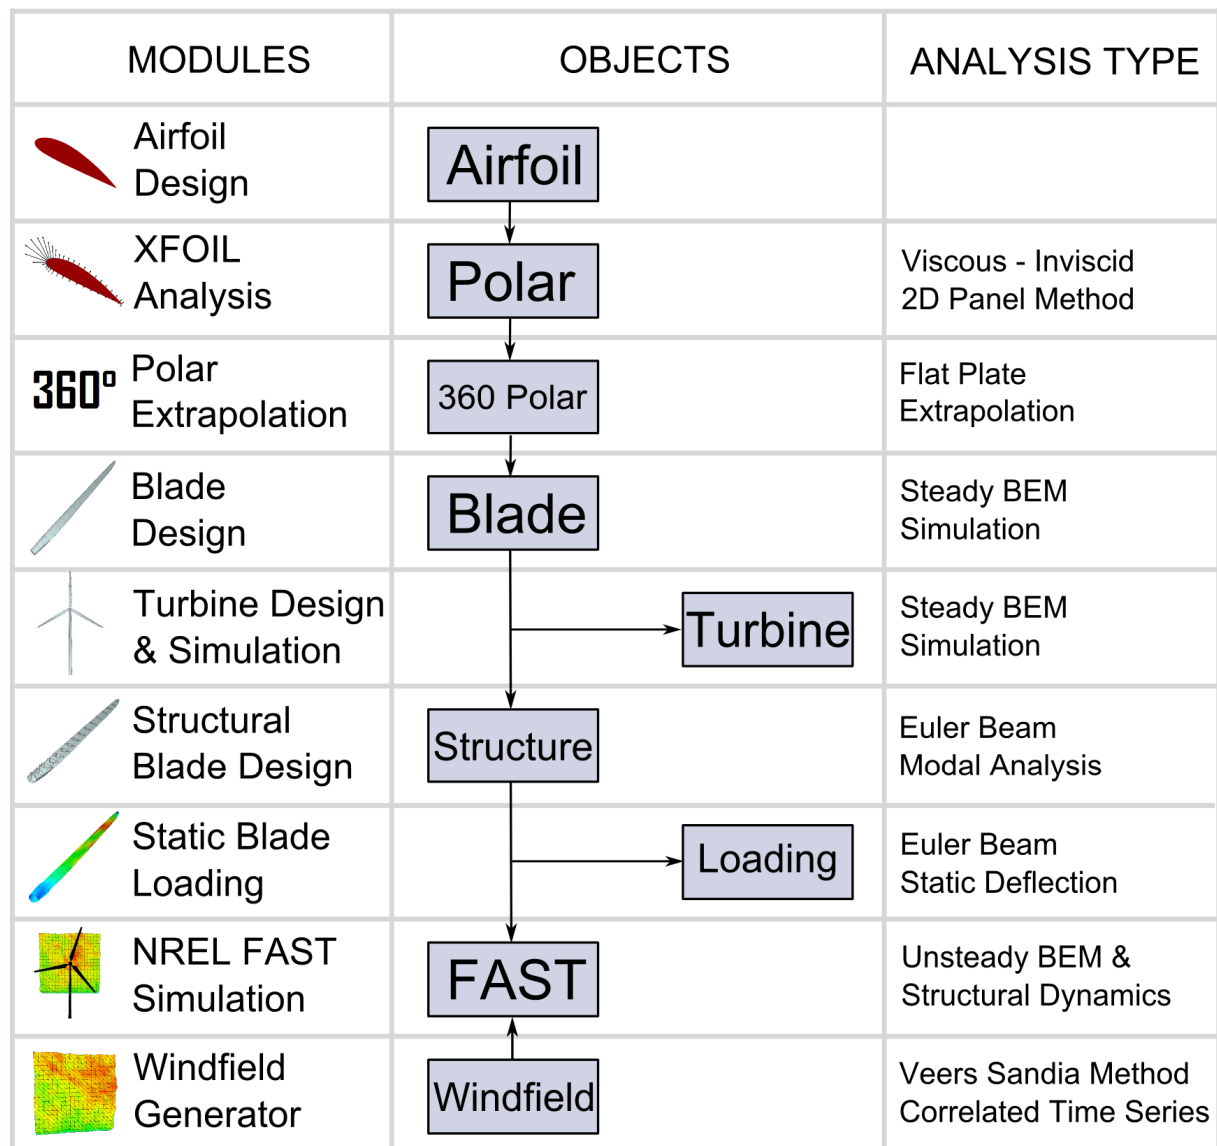 MODULES
OBJECTS
ANALYSIS TYPE
Airfoil
Design
Airfoil
XFOIL
Analysis
Polar
Viscous - Inviscid
2D Panel Method
360°
Polar
Extrapolation
360 Polar
Flat Plate
Extrapolation
Blade
Design
Blade
Steady BEM
Simulation
Turbine Design
& Simulation
Turbine
Steady BEM
Simulation
Structural
Blade Design
Structure
Euler Beam
Modal Analysis
Static Blade
Loading
Loading
Euler Beam
Static Deflection
NREL FAST
Simulation
FAST
Unsteady BEM &
Structural Dynamics
Windfield
Generator
Windfield
Veers Sandia Method
Correlated Time Series